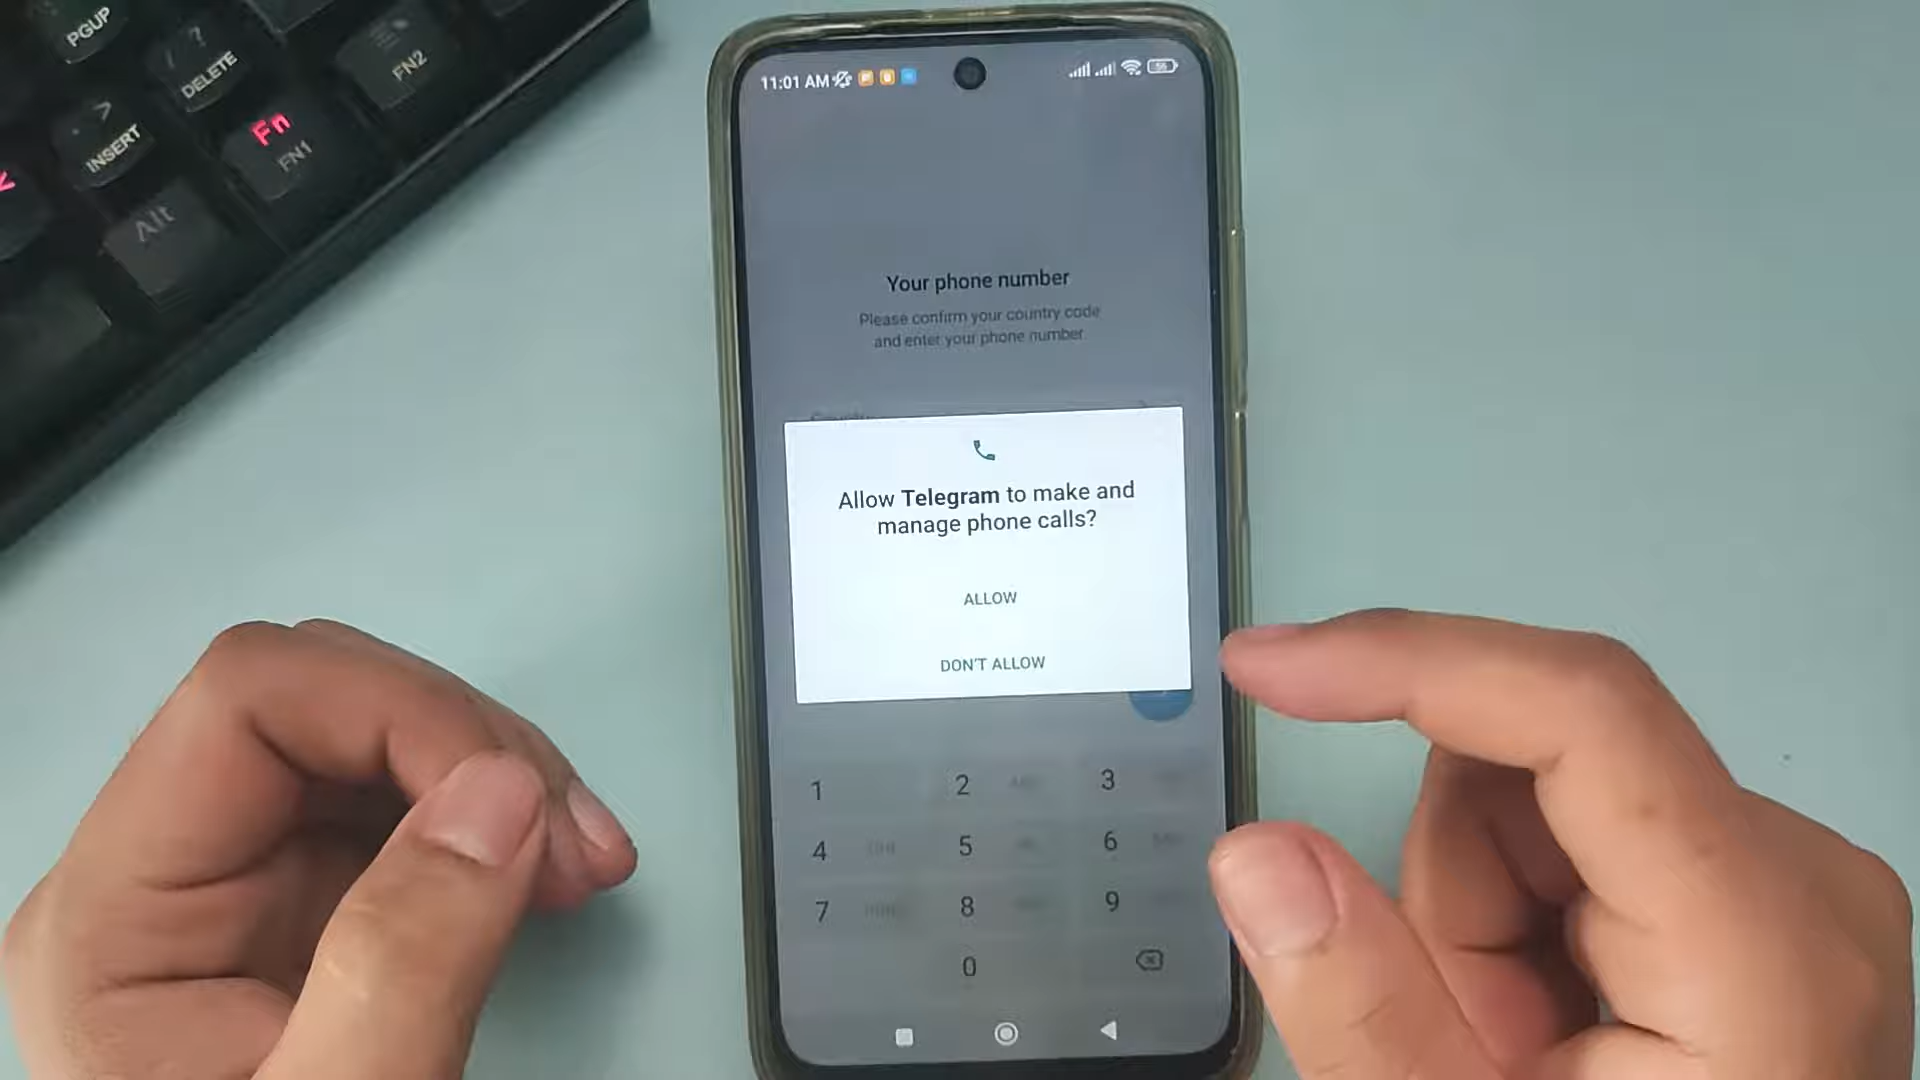 PGUP
?
DELETE
FN2
>
INSERT
Fn
FN1
Alt
11:01 AM
55
Your phone number
Please confirm your country code
and enter your phone number
Allow Telegram to make and
manage phone calls?
ALLOW
DON'T ALLOW
1
2
3
4
5
6
7
8
9
0